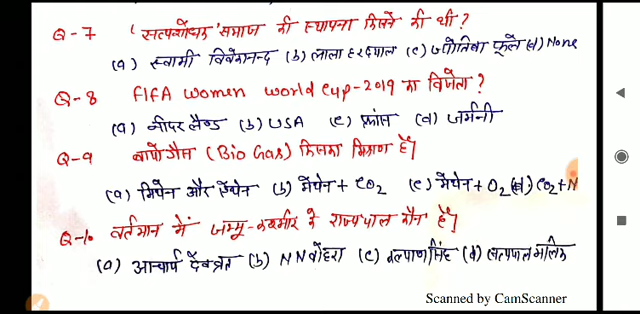 Q-7 'सत्यशोधक' समाज की स्थापना किसने की थी?
(a) स्वामी विवेकानन्द (b) लाला हरदयाल (c) ज्योतिबा फूले (d) None
Q-8 FIFA women world cup-2019 का विजेता?
(a) नीदरलैण्ड (b) USA (c) फ्रांस (d) जर्मनी
Q-9 बायोगैस (Bio Gas) किसका मिश्रण है।
(a) मिथेन और ऐथेन (b) मेथेन + CO2 (c) मेथेन + O2 (d) CO2 + N
Q-10 वर्तमान में जम्मू-कश्मीर के राज्यपाल कौन है।
(a) आचार्य देवव्रत (b) NN वोहरा (c) कल्याण सिंह (d) सत्यपाल मलिक
Scanned by CamScanner